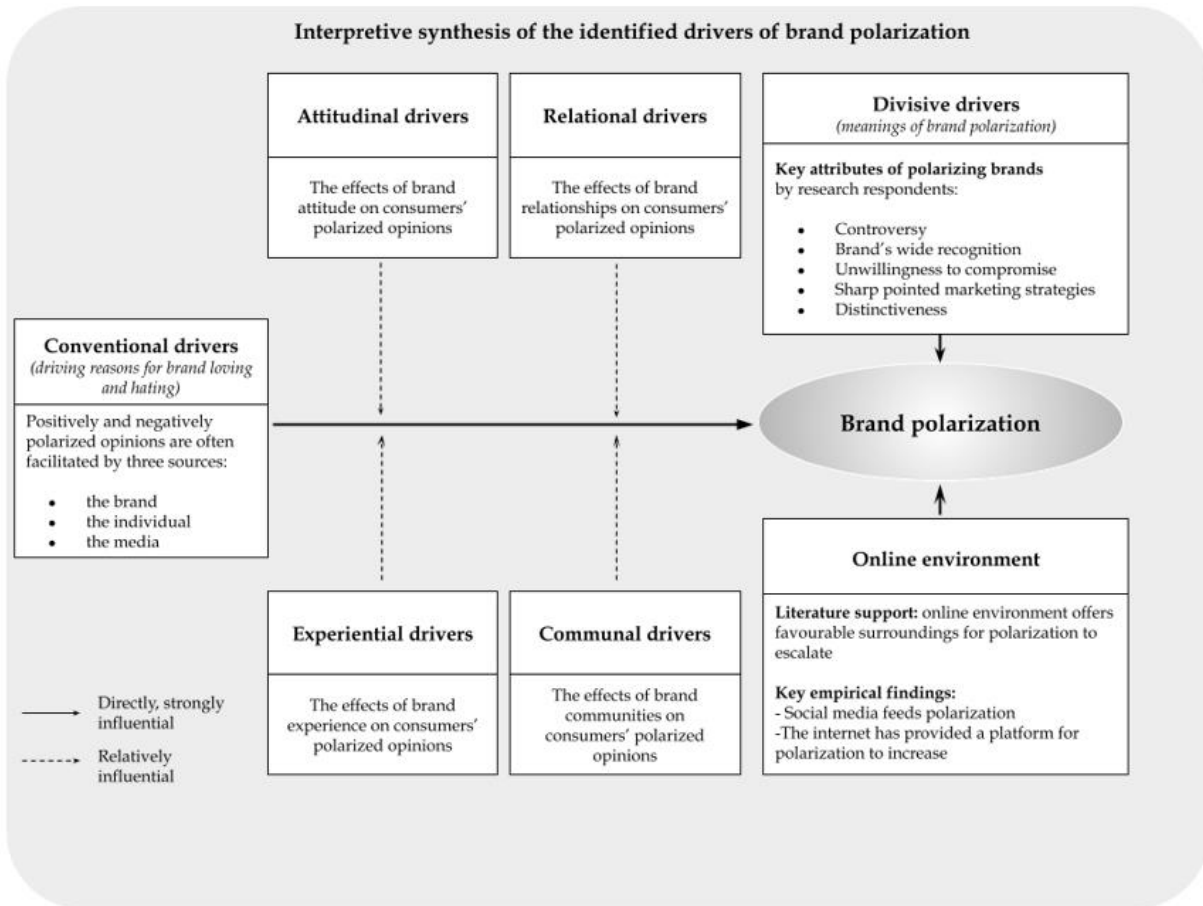 Interpretive synthesis of the identified drivers of brand polarization
Attitudinal drivers
The effects of brand
attitude on consumers’
polarized opinions
Relational drivers
The effects of brand
relationships on consumers’
polarized opinions
Divisive drivers
(meanings of brand polarization)
Key attributes of polarizing brands
by research respondents:
• Controversy
• Brand’s wide recognition
• Unwillingness to compromise
• Sharp pointed marketing strategies
• Distinctiveness
Conventional drivers
(driving reasons for brand loving
and hating)
Positively and negatively
polarized opinions are often
facilitated by three sources:
• the brand
• the individual
• the media
Brand polarization
Experiential drivers
The effects of brand
experience on consumers’
polarized opinions
Communal drivers
The effects of brand
communities on
consumers’ polarized
opinions
Online environment
Literature support: online environment offers
favourable surroundings for polarization to
escalate
Key empirical findings:
- Social media feeds polarization
-The internet has provided a platform for
polarization to increase
Directly, strongly
influential
Relatively
influential